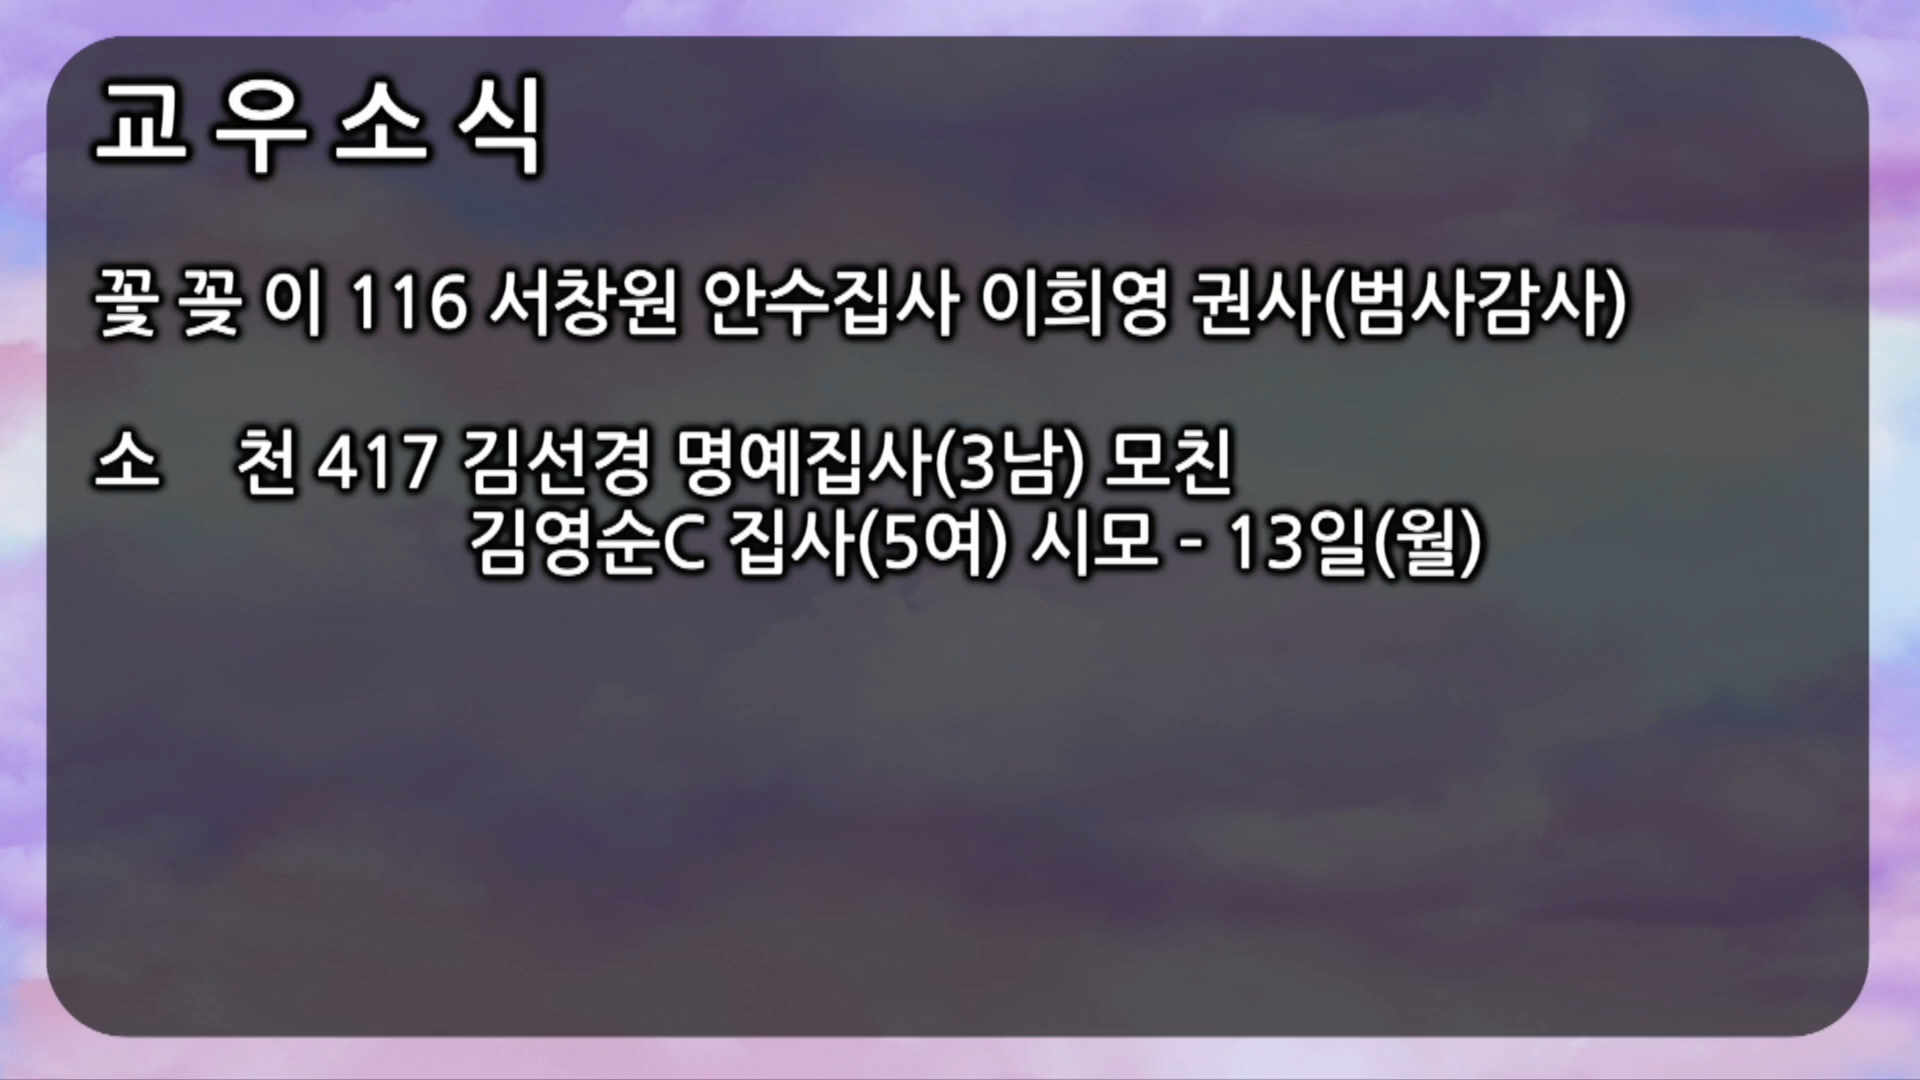 교우소식
꽃 꽂 이 116 서창원 안수집사 이희영 권사(범사감사)
소 천 417 김선경 명예집사(3남) 모친
김영순C 집사(5여) 시모 - 13일(월)